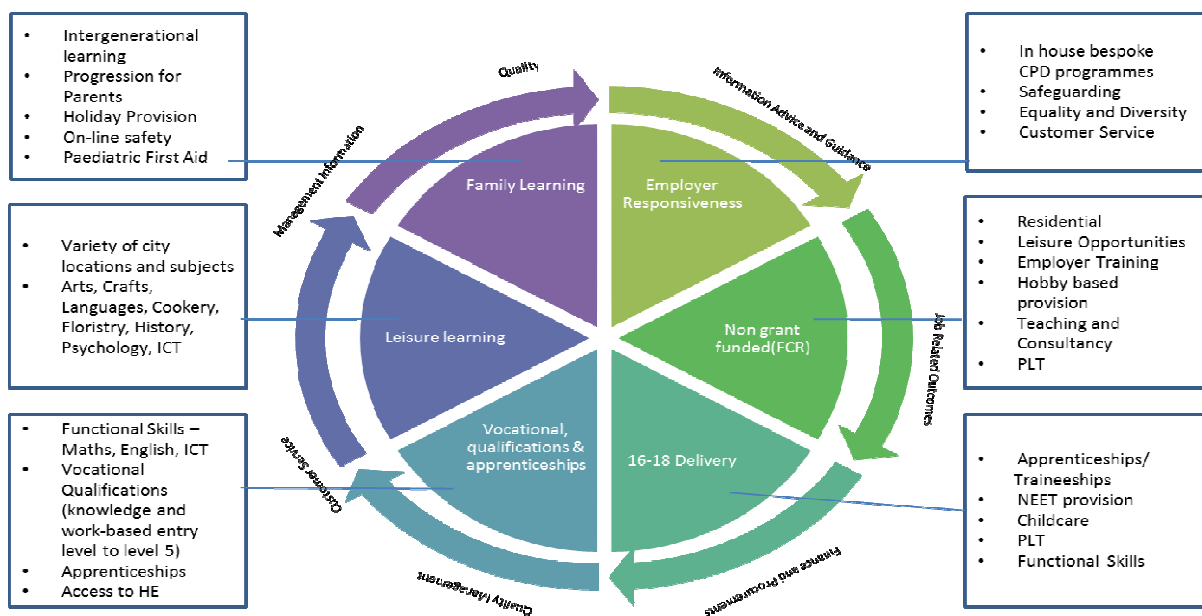 • Intergenerational
learning
• Progression for
Parents
• Holiday Provision
• On-line safety
• Paediatric First Aid
• Variety of city
locations and subjects
• Arts, Crafts,
Languages, Cookery,
Floristry, History,
Psychology, ICT
• Functional Skills –
Maths, English, ICT
• Vocational
Qualifications
(knowledge and
work-based entry
level to level 5)
• Apprenticeships
• Access to HE
Quality
Information Advice and Guidance
Job Related Outcomes
Finance and Procurements
Quality Management
Customer Service
Management Information
Family Learning
Employer
Responsiveness
Leisure learning
Non grant
funded(FCR)
Vocational,
qualifications &
apprenticeships
16-18 Delivery
• In house bespoke
CPD programmes
• Safeguarding
• Equality and Diversity
• Customer Service
• Residential
• Leisure Opportunities
• Employer Training
• Hobby based
provision
• Teaching and
Consultancy
• PLT
• Apprenticeships/
Traineeships
• NEET provision
• Childcare
• PLT
• Functional Skills